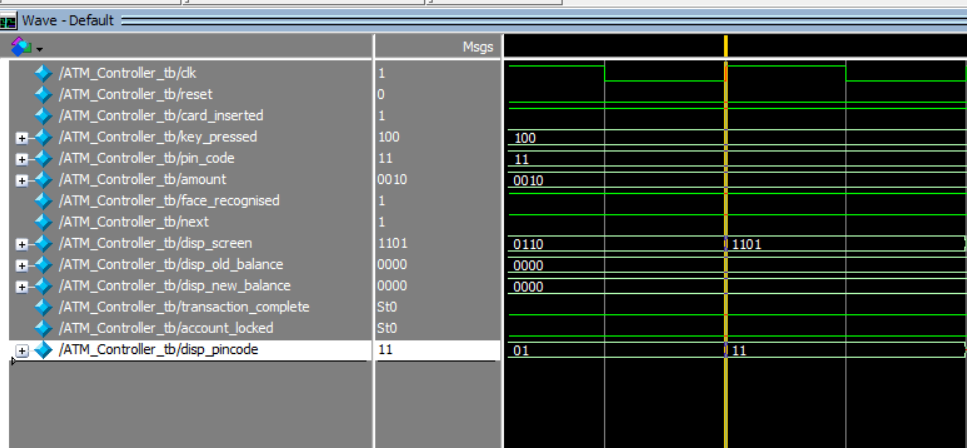 Wave - Default
Msgs
/ATM_Controller_tb/clk 1
/ATM_Controller_tb/reset 0
/ATM_Controller_tb/card_inserted 1
/ATM_Controller_tb/key_pressed 100 100
/ATM_Controller_tb/pin_code 11 11
/ATM_Controller_tb/amount 0010 0010
/ATM_Controller_tb/face_recognised 1
/ATM_Controller_tb/next 1
/ATM_Controller_tb/disp_screen 1101 0110 1101
/ATM_Controller_tb/disp_old_balance 0000 0000
/ATM_Controller_tb/disp_new_balance 0000 0000
/ATM_Controller_tb/transaction_complete St0
/ATM_Controller_tb/account_locked St0
/ATM_Controller_tb/disp_pincode 11 01 11